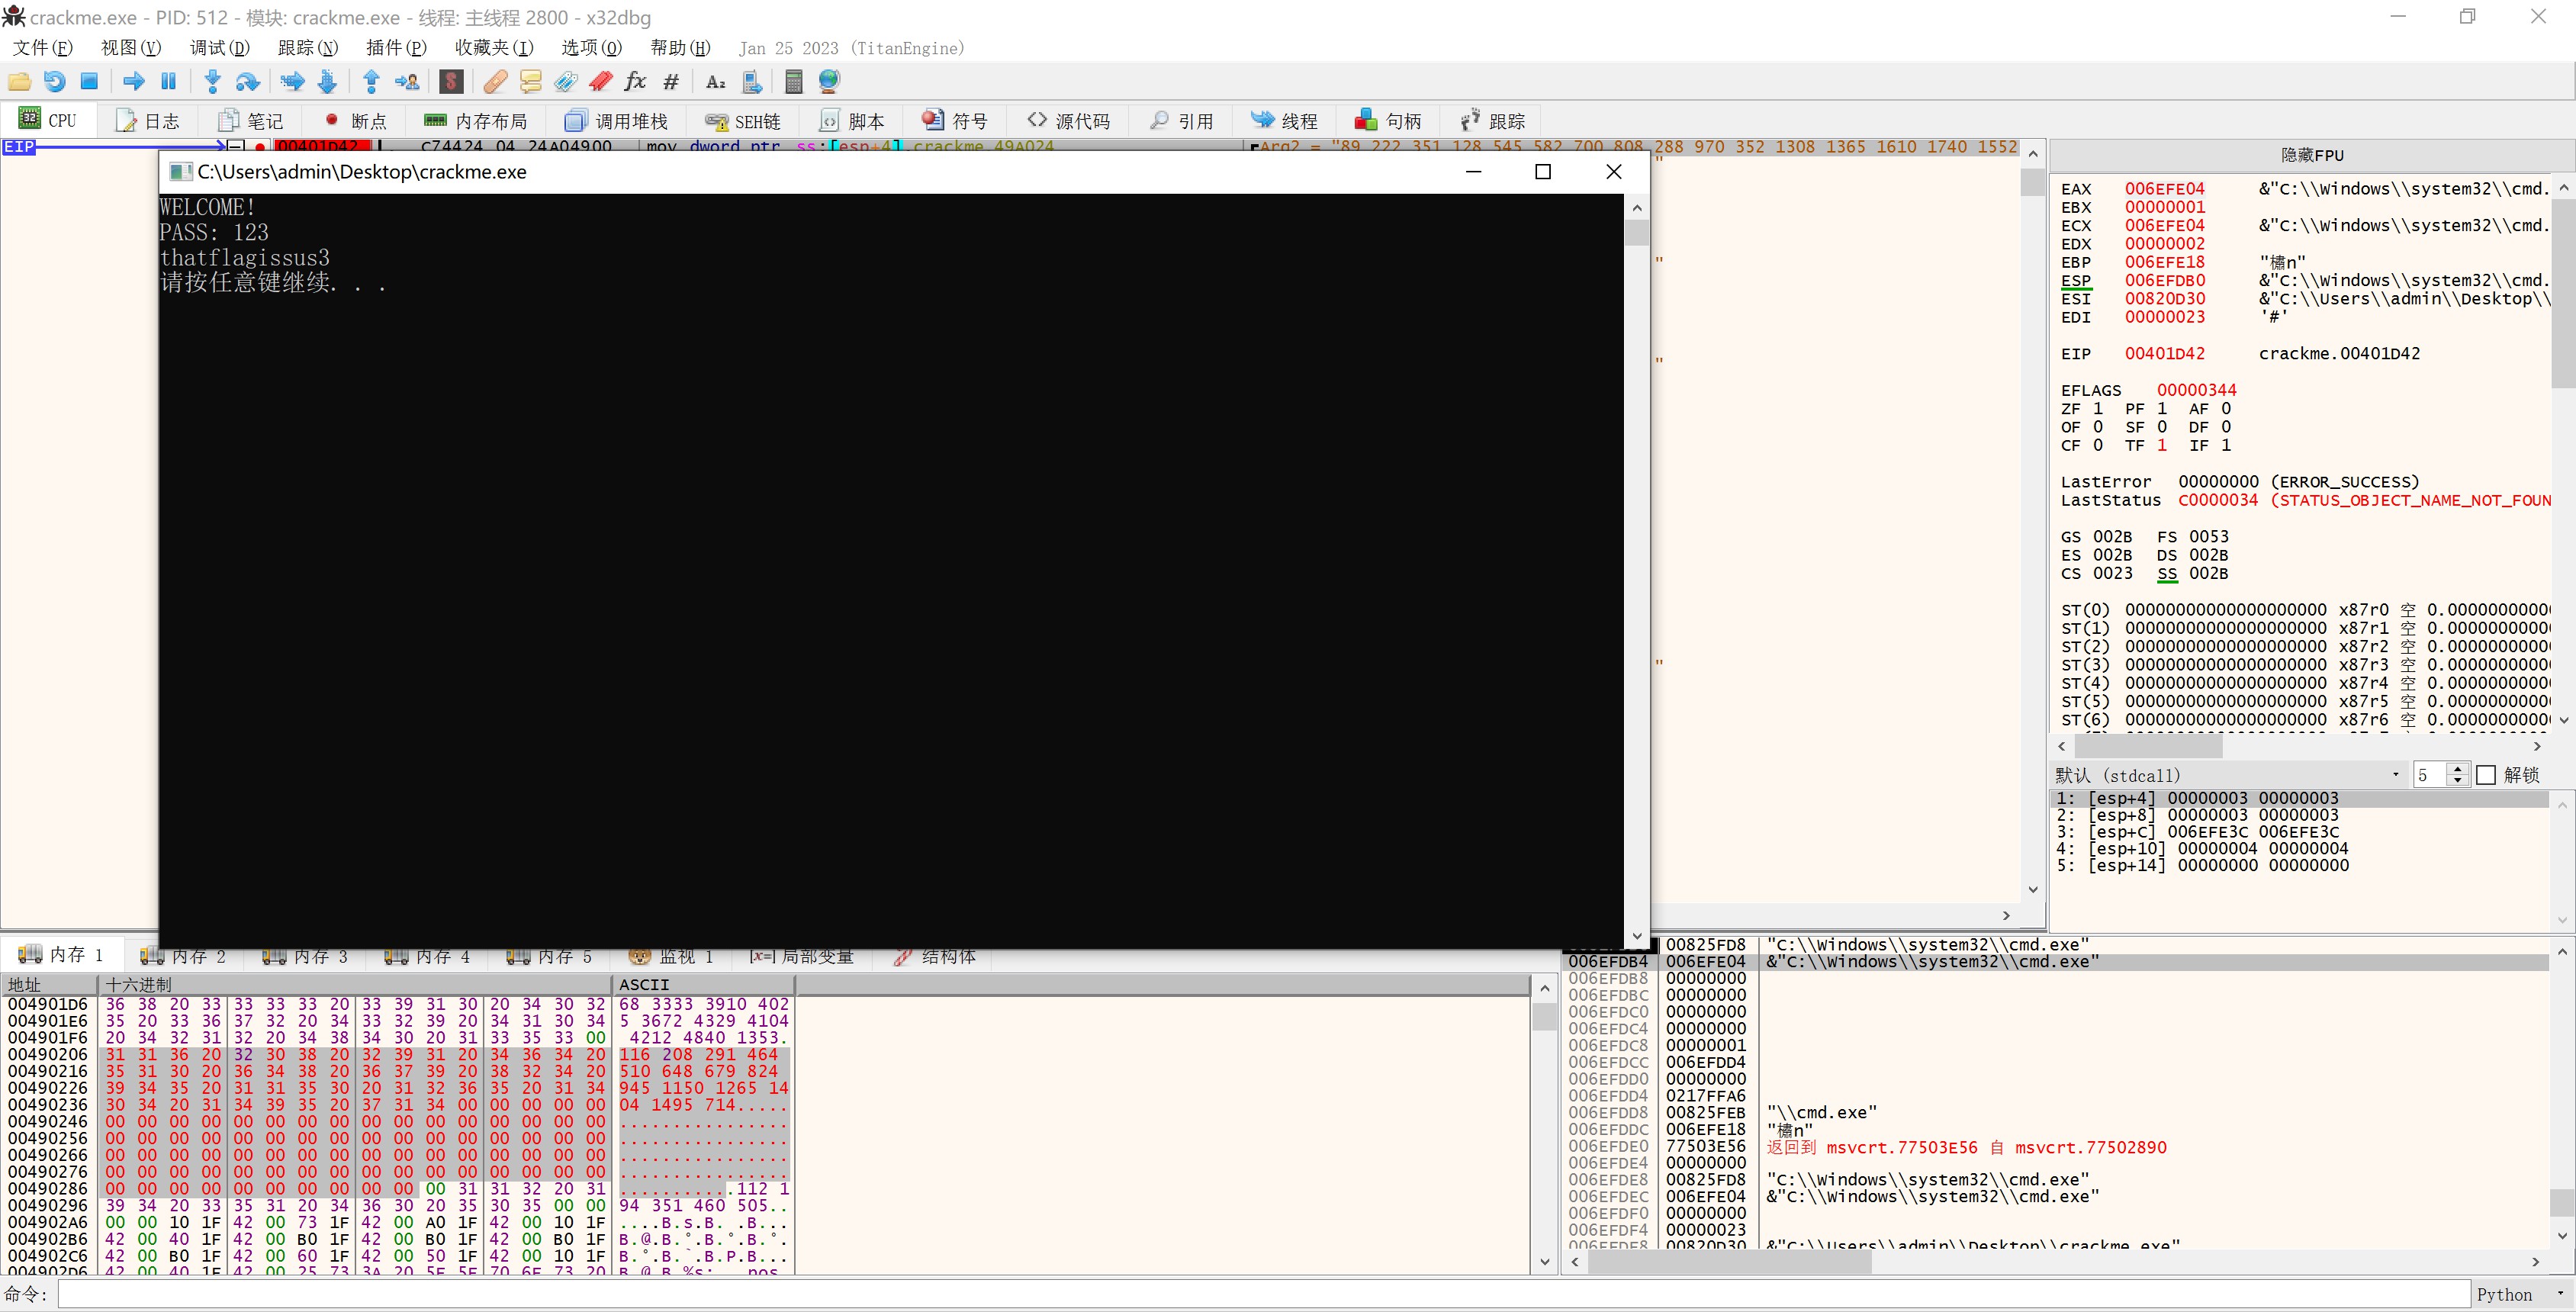 crackme.exe - PID: 512 - 模块: crackme.exe - 线程: 主线程 2800 - x32dbg
文件(F) 视图(V) 调试(D) 跟踪(N) 插件(P) 收藏夹(I) 选项(O) 帮助(H) Jan 25 2023 (TitanEngine)
CPU 日志 笔记 断点 内存布局 调用堆栈 SEH链 脚本 符号 源代码 引用 线程 句柄 跟踪
EIP 00401D42 C74424 04 24A04900 mov dword ptr ss:[esp+4],crackme.49A024 Arg2 = "89 222 351 128 545 582 700 808 288 970 352 1308 1365 1610 1740 1552
C:\Users\admin\Desktop\crackme.exe
WELCOME!
PASS: 123
thatflagissus3
请按任意键继续. . .
隐藏FPU
EAX 006EFE04 &"C:\\Windows\\system32\\cmd.
EBX 00000001
ECX 006EFE04 &"C:\\Windows\\system32\\cmd.
EDX 00000002
EBP 006EFE18
ESP 006EFDB0 &"C:\\Windows\\system32\\cmd.
ESI 00820D30 &"C:\\Users\\admin\\Desktop\\
EDI 00000023 '#'
EIP 00401D42 crackme.00401D42
EFLAGS 00000344
ZF 1 PF 1 AF 0
OF 0 SF 0 DF 0
CF 0 TF 1 IF 1
LastError 00000000 (ERROR_SUCCESS)
LastStatus C0000034 (STATUS_OBJECT_NAME_NOT_FOUN
GS 002B FS 0053
ES 002B DS 002B
CS 0023 SS 002B
ST(0) 00000000000000000000 x87r0 空 0.00000000000
ST(1) 00000000000000000000 x87r1 空 0.00000000000
ST(2) 00000000000000000000 x87r2 空 0.00000000000
ST(3) 00000000000000000000 x87r3 空 0.00000000000
ST(4) 00000000000000000000 x87r4 空 0.00000000000
ST(5) 00000000000000000000 x87r5 空 0.00000000000
ST(6) 00000000000000000000 x87r6 空 0.00000000000
默认 (stdcall) 5 解锁
1: [esp+4] 00000003 00000003
2: [esp+8] 00000003 00000003
3: [esp+C] 006EFE3C 006EFE3C
4: [esp+10] 00000004 00000004
5: [esp+14] 00000000 00000000
内存 1 内存 2 内存 3 内存 4 内存 5 监视 1 [x=] 局部变量 结构体
地址 十六进制 ASCII
004901D6 36 38 20 33 33 33 33 20 33 39 31 30 20 34 30 32 68 3333 3910 402
004901E6 35 20 33 36 37 32 20 34 33 32 39 20 34 31 30 34 5 3672 4329 4104
004901F6 20 34 32 31 32 20 34 38 34 30 20 31 33 35 33 00 4212 4840 1353.
00490206 31 31 36 20 32 30 38 20 32 39 31 20 34 36 34 20 116 208 291 464
00490216 35 31 30 20 36 34 38 20 36 37 39 20 38 32 34 20 510 648 679 824
00490226 39 34 35 20 31 31 35 30 20 31 32 36 35 20 31 34 945 1150 1265 14
00490236 30 34 20 31 34 39 35 20 37 31 34 00 00 00 00 00 04 1495 714.....
00490246 00 00 00 00 00 00 00 00 00 00 00 00 00 00 00 00 ................
00490256 00 00 00 00 00 00 00 00 00 00 00 00 00 00 00 00 ................
00490266 00 00 00 00 00 00 00 00 00 00 00 00 00 00 00 00 ................
00490276 00 00 00 00 00 00 00 00 00 00 00 00 00 00 00 00 ................
00490286 00 00 00 00 00 00 00 00 00 00 00 31 31 32 20 31 ...........112 1
00490296 39 34 20 33 35 31 20 34 36 30 20 35 30 35 00 00 94 351 460 505..
004902A6 00 00 10 1F 42 00 73 1F 42 00 A0 1F 42 00 10 1F ....B.s.B. .B...
004902B6 42 00 40 1F 42 00 B0 1F 42 00 B0 1F 42 00 B0 1F B.@.B.°.B.°.B.°.
004902C6 42 00 B0 1F 42 00 60 1F 42 00 50 1F 42 00 10 1F B.°.B.`.B.P.B...
004902D6 42 00 40 1F 42 00 25 73 3A 20 5E 5F 70 6F 73 20
00825FD8 "C:\\Windows\\system32\\cmd.exe"
006EFDB4 006EFE04 &"C:\\Windows\\system32\\cmd.exe"
006EFDB8 00000000
006EFDBC 00000000
006EFDC0 00000000
006EFDC4 00000000
006EFDC8 00000001
006EFDCC 006EFDD4
006EFDD0 00000000
006EFDD4 0217FFA6
006EFDD8 00825FEB "\\cmd.exe"
006EFDDC 006EFE18
006EFDE0 77503E56 返回到 msvcrt.77503E56 自 msvcrt.77502890
006EFDE4 00000000
006EFDE8 00825FD8 "C:\\Windows\\system32\\cmd.exe"
006EFDEC 006EFE04 &"C:\\Windows\\system32\\cmd.exe"
006EFDF0 00000000
006EFDF4 00000023
006EFDF8 00820D30 &"C:\\Users\\admin\\Desktop\\crackme.exe"
命令: Python